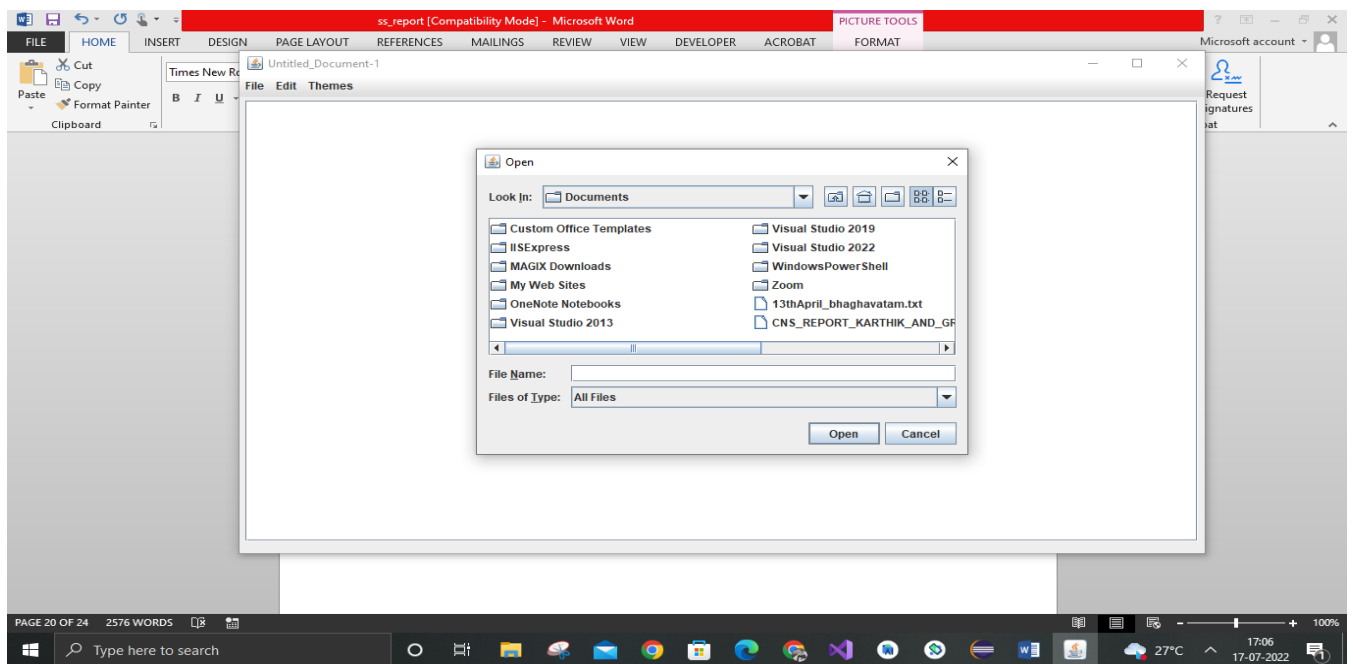 ss_report [Compatibility Mode] - Microsoft Word
PICTURE TOOLS
FILE HOME INSERT DESIGN PAGE LAYOUT REFERENCES MAILINGS REVIEW VIEW DEVELOPER ACROBAT FORMAT
Microsoft account
Cut
Copy
Paste
Format Painter
Clipboard
Times New Ro
B I U
Request
ignatures
bat
Untitled_Document-1
File Edit Themes
Open
Look In: Documents
Custom Office Templates
IISExpress
MAGIX Downloads
My Web Sites
OneNote Notebooks
Visual Studio 2013
Visual Studio 2019
Visual Studio 2022
WindowsPowerShell
Zoom
13thApril_bhaghavatam.txt
CNS_REPORT_KARTHIK_AND_GF
File Name:
Files of Type: All Files
Open Cancel
PAGE 20 OF 24 2576 WORDS
100%
Type here to search
27°C
17:06
17-07-2022
1